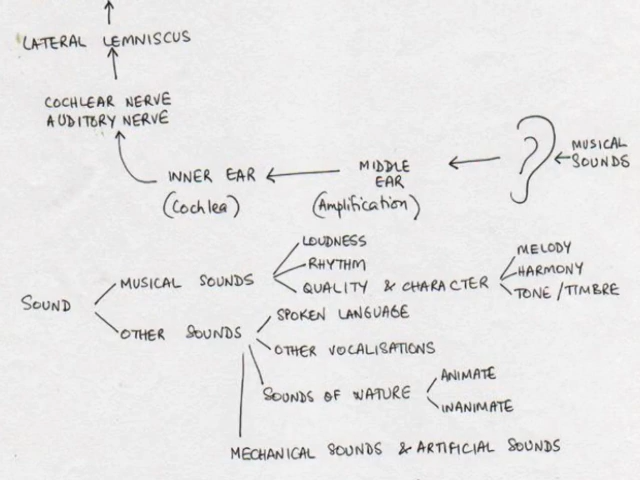 LATERAL LEMNISCUS
COCHLEAR NERVE
AUDITORY NERVE
MUSICAL
SOUNDS
MIDDLE
EAR
(Amplification)
INNER EAR
(Cochlea)
SOUND
MUSICAL SOUNDS
LOUDNESS
RHYTHM
QUALITY & CHARACTER
MELODY
HARMONY
TONE/TIMBRE
OTHER SOUNDS
SPOKEN LANGUAGE
OTHER VOCALISATIONS
SOUNDS OF NATURE
ANIMATE
INANIMATE
MECHANICAL SOUNDS & ARTIFICIAL SOUNDS